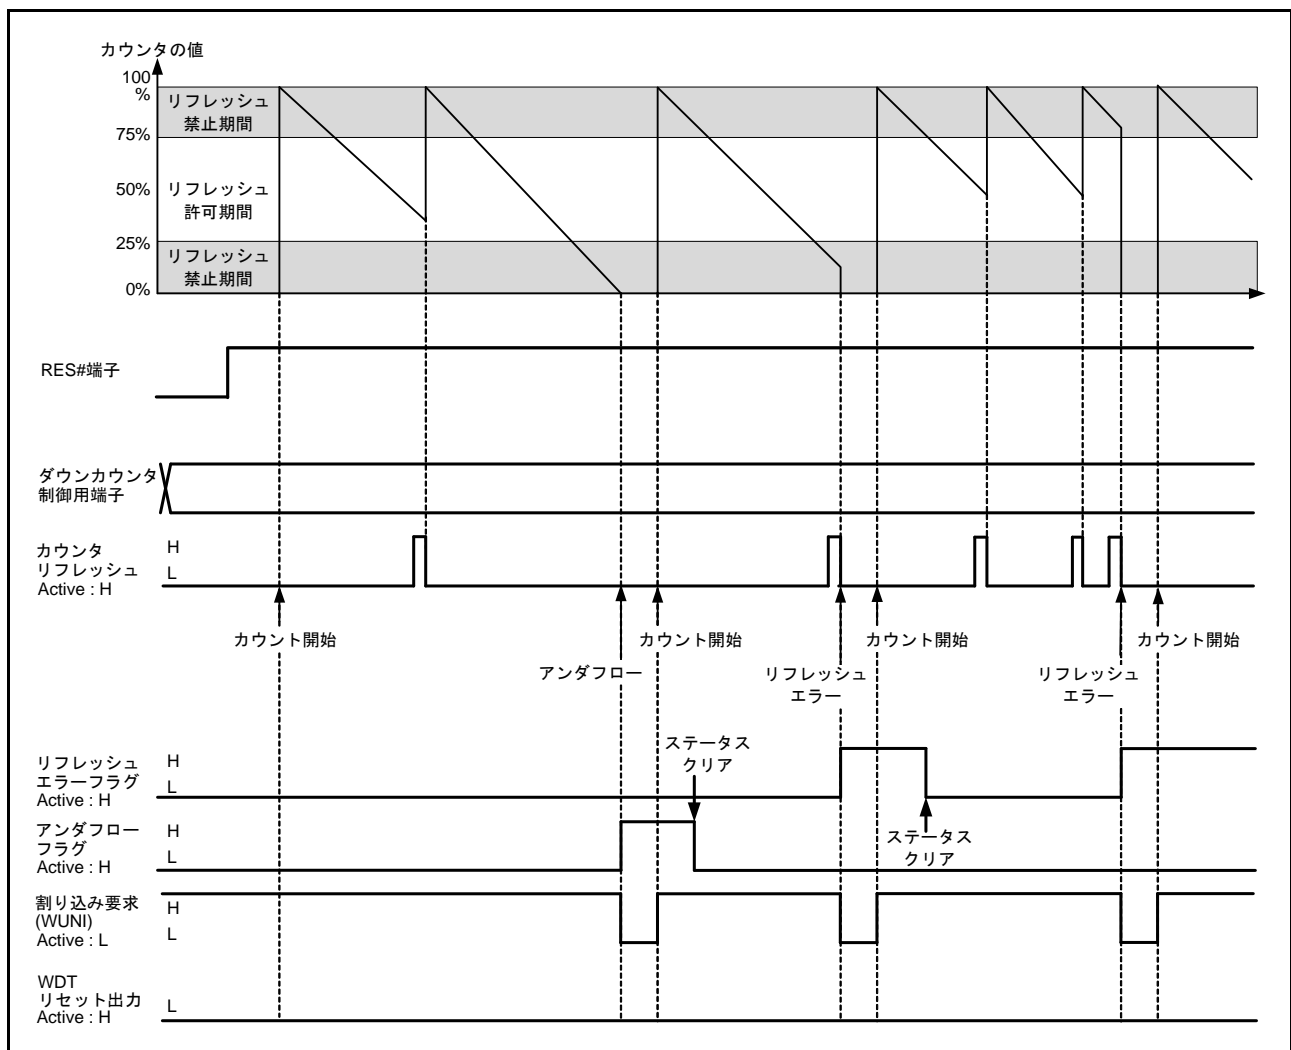 カウンタの値
100
%
リフレッシュ
禁止期間
75%
50%
リフレッシュ
許可期間
25%
リフレッシュ
禁止期間
0%
RES#端子
ダウンカウンタ
制御用端子
カウンタ
リフレッシュ
Active : H
H
L
カウント開始
カウント開始
カウント開始
カウント開始
アンダフロー
リフレッシュ
エラー
リフレッシュ
エラー
リフレッシュ
エラーフラグ
Active : H
H
L
ステータス
クリア
アンダフロー
フラグ
Active : H
H
L
ステータス
クリア
割り込み要求
(WUNI)
Active : L
H
L
WDT
リセット出力
Active : H
L